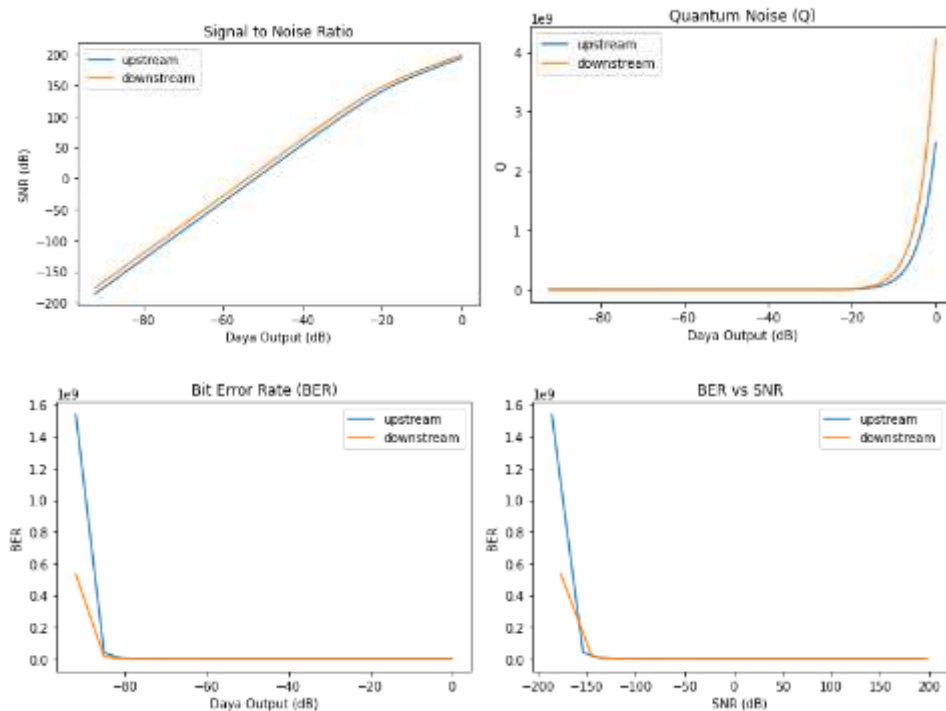 Signal to Noise Ratio
upstream
downstream
200
150
100
50
0
−50
−100
−150
−200
SNR (dB)
−80
−60
−40
−20
0
Daya Output (dB)
Quantum Noise (Q)
1e9
upstream
downstream
4
3
2
1
0
Q
−80
−60
−40
−20
0
Daya Output (dB)
Bit Error Rate (BER)
1e9
upstream
downstream
1.6
1.4
1.2
1.0
0.8
0.6
0.4
0.2
0.0
BER
−80
−60
−40
−20
0
Daya Output (dB)
BER vs SNR
1e9
upstream
downstream
1.6
1.4
1.2
1.0
0.8
0.6
0.4
0.2
0.0
BER
−200
−150
−100
−50
0
50
100
150
200
SNR (dB)